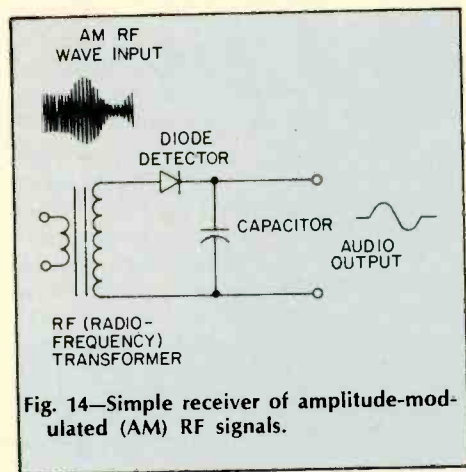 AM RF
WAVE INPUT
DIODE
DETECTOR
CAPACITOR
AUDIO
OUTPUT
RF (RADIO-
FREQUENCY)
TRANSFORMER
Fig. 14—Simple receiver of amplitude-mod-
ulated (AM) RF signals.